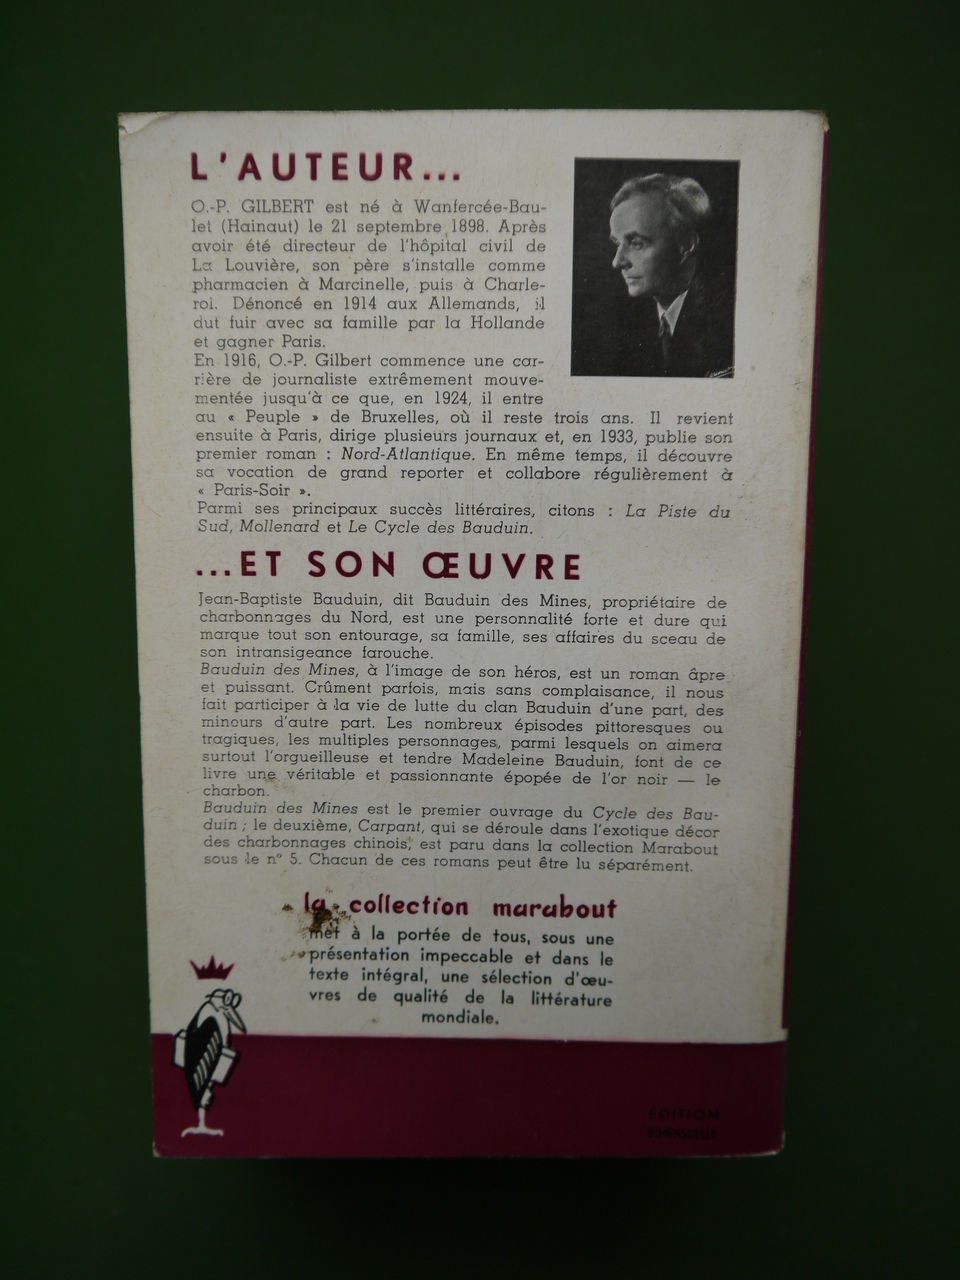 L'AUTEUR...
O.-P. GILBERT est né à Wanfercée-Bau-
let (Hainaut) le 21 septembre 1898. Après
avoir été directeur de l'hôpital civil de
La Louvière, son père s'installe comme
pharmacien à Marcinelle, puis à Charle-
roi. Dénoncé en 1914 aux Allemands, il
dut fuir avec sa famille par la Hollande
et gagner Paris.
En 1916, O.-P. Gilbert commence une car-
rière de journaliste extrêmement mouve-
mentée jusqu'à ce que, en 1924, il entre
au « Peuple » de Bruxelles, où il reste trois ans. Il revient
ensuite à Paris, dirige plusieurs journaux et, en 1933, publie son
premier roman : Nord-Atlantique. En même temps, il découvre
sa vocation de grand reporter et collabore régulièrement à
« Paris-Soir ».
Parmi ses principaux succès littéraires, citons : La Piste du
Sud, Mollenard et Le Cycle des Bauduin.
...ET SON ŒUVRE
Jean-Baptiste Bauduin, dit Bauduin des Mines, propriétaire de
charbonnages du Nord, est une personnalité forte et dure qui
marque tout son entourage, sa famille, ses affaires du sceau de
son intransigeance farouche.
Bauduin des Mines, à l'image de son héros, est un roman âpre
et puissant. Crûment parfois, mais sans complaisance, il nous
fait participer à la vie de lutte du clan Bauduin d'une part, des
mineurs d'autre part. Les nombreux épisodes pittoresques ou
tragiques, les multiples personnages, parmi lesquels on aimera
surtout l'orgueilleuse et tendre Madeleine Bauduin, font de ce
livre une véritable et passionnante épopée de l'or noir — le
charbon.
Bauduin des Mines est le premier ouvrage du Cycle des Bau-
duin ; le deuxième, Carpant, qui se déroule dans l'exotique décor
des charbonnages chinois, est paru dans la collection Marabout
sous le n° 5. Chacun de ces romans peut être lu séparément.
la collection marabout
met à la portée de tous, sous une
présentation impeccable et dans le
texte intégral, une sélection d'œu-
vres de qualité de la littérature
mondiale.
ÉDITION
BIMENSUELLE